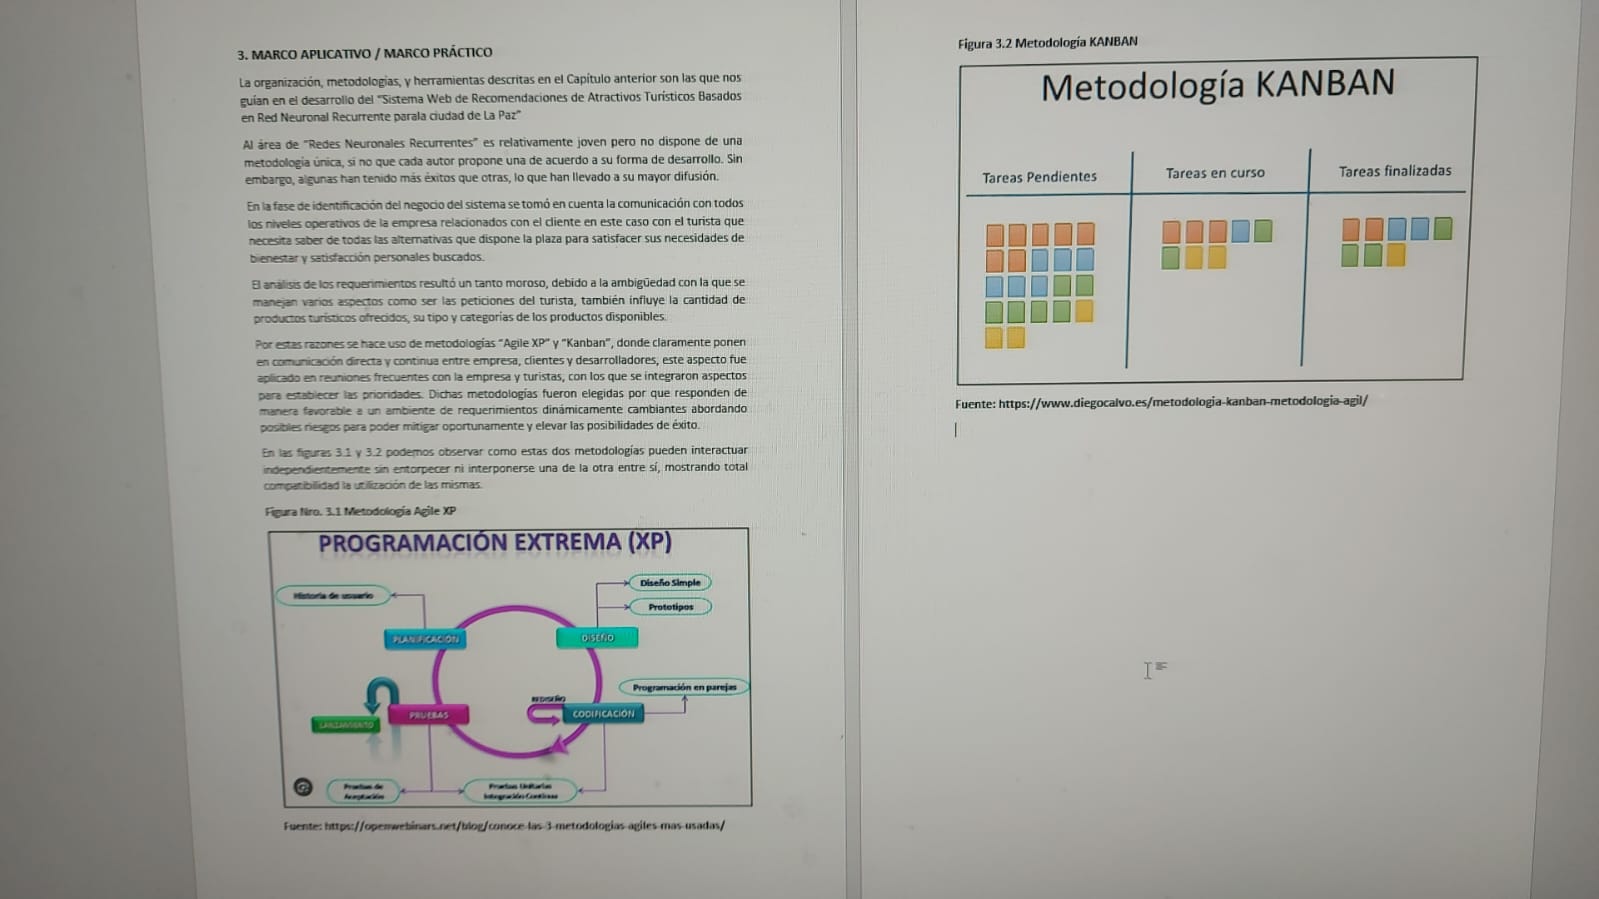 3. MARCO APLICATIVO / MARCO PRÁCTICO
La organización, metodologías, y herramientas descritas en el Capítulo anterior son las que nos
guían en el desarrollo del "Sistema Web de Recomendaciones de Atractivos Turísticos Basados
en Red Neuronal Recurrente parala ciudad de La Paz"
Al área de "Redes Neuronales Recurrentes" es relativamente joven pero no dispone de una
metodología única, si no que cada autor propone una de acuerdo a su forma de desarrollo. Sin
embargo, algunas han tenido más éxitos que otras, lo que han llevado a su mayor difusión.
En la fase de identificación del negocio del sistema se tomó en cuenta la comunicación con todos
los niveles operativos de la empresa relacionados con el cliente en este caso con el turista que
necesita saber de todas las alternativas que dispone la plaza para satisfacer sus necesidades de
bienestar y satisfacción personales buscados.
El análisis de los requerimientos resultó un tanto moroso, debido a la ambigüedad con la que se
manejan varios aspectos como ser las peticiones del turista, también influye la cantidad de
productos turísticos ofrecidos, su tipo y categorías de los productos disponibles.
Por estas razones se hace uso de metodologías "Agile XP" y "Kanban", donde claramente ponen
en comunicación directa y continua entre empresa, clientes y desarrolladores, este aspecto fue
aplicado en reuniones frecuentes con la empresa y turistas, con los que se integraron aspectos
para establecer las prioridades. Dichas metodologías fueron elegidas por que responden de
manera favorable a un ambiente de requerimientos dinámicamente cambiantes abordando
posibles riesgos para poder mitigar oportunamente y elevar las posibilidades de éxito.
En las figuras 3.1 y 3.2 podemos observar como estas dos metodologías pueden interactuar
independientemente sin entorpecer ni interponerse una de la otra entre sí, mostrando total
compatibilidad la utilización de las mismas.
Figura Nro. 3.1 Metodología Agile XP
PROGRAMACIÓN EXTREMA (XP)
Historia de usuario
Diseño Simple
Prototipos
PLANIFICACIÓN
DISEÑO
Programación en parejas
REDISEÑO
PRUEBAS
CODIFICACIÓN
LANZAMIENTO
Pruebas de
Aceptación
Pruebas Unitarias
Integración Continua
Fuente: https://openwebinars.net/blog/conoce-las-3-metodologias-agiles-mas-usadas/
Figura 3.2 Metodología KANBAN
Metodología KANBAN
Tareas Pendientes
Tareas en curso
Tareas finalizadas
Fuente: https://www.diegocalvo.es/metodologia-kanban-metodologia-agil/